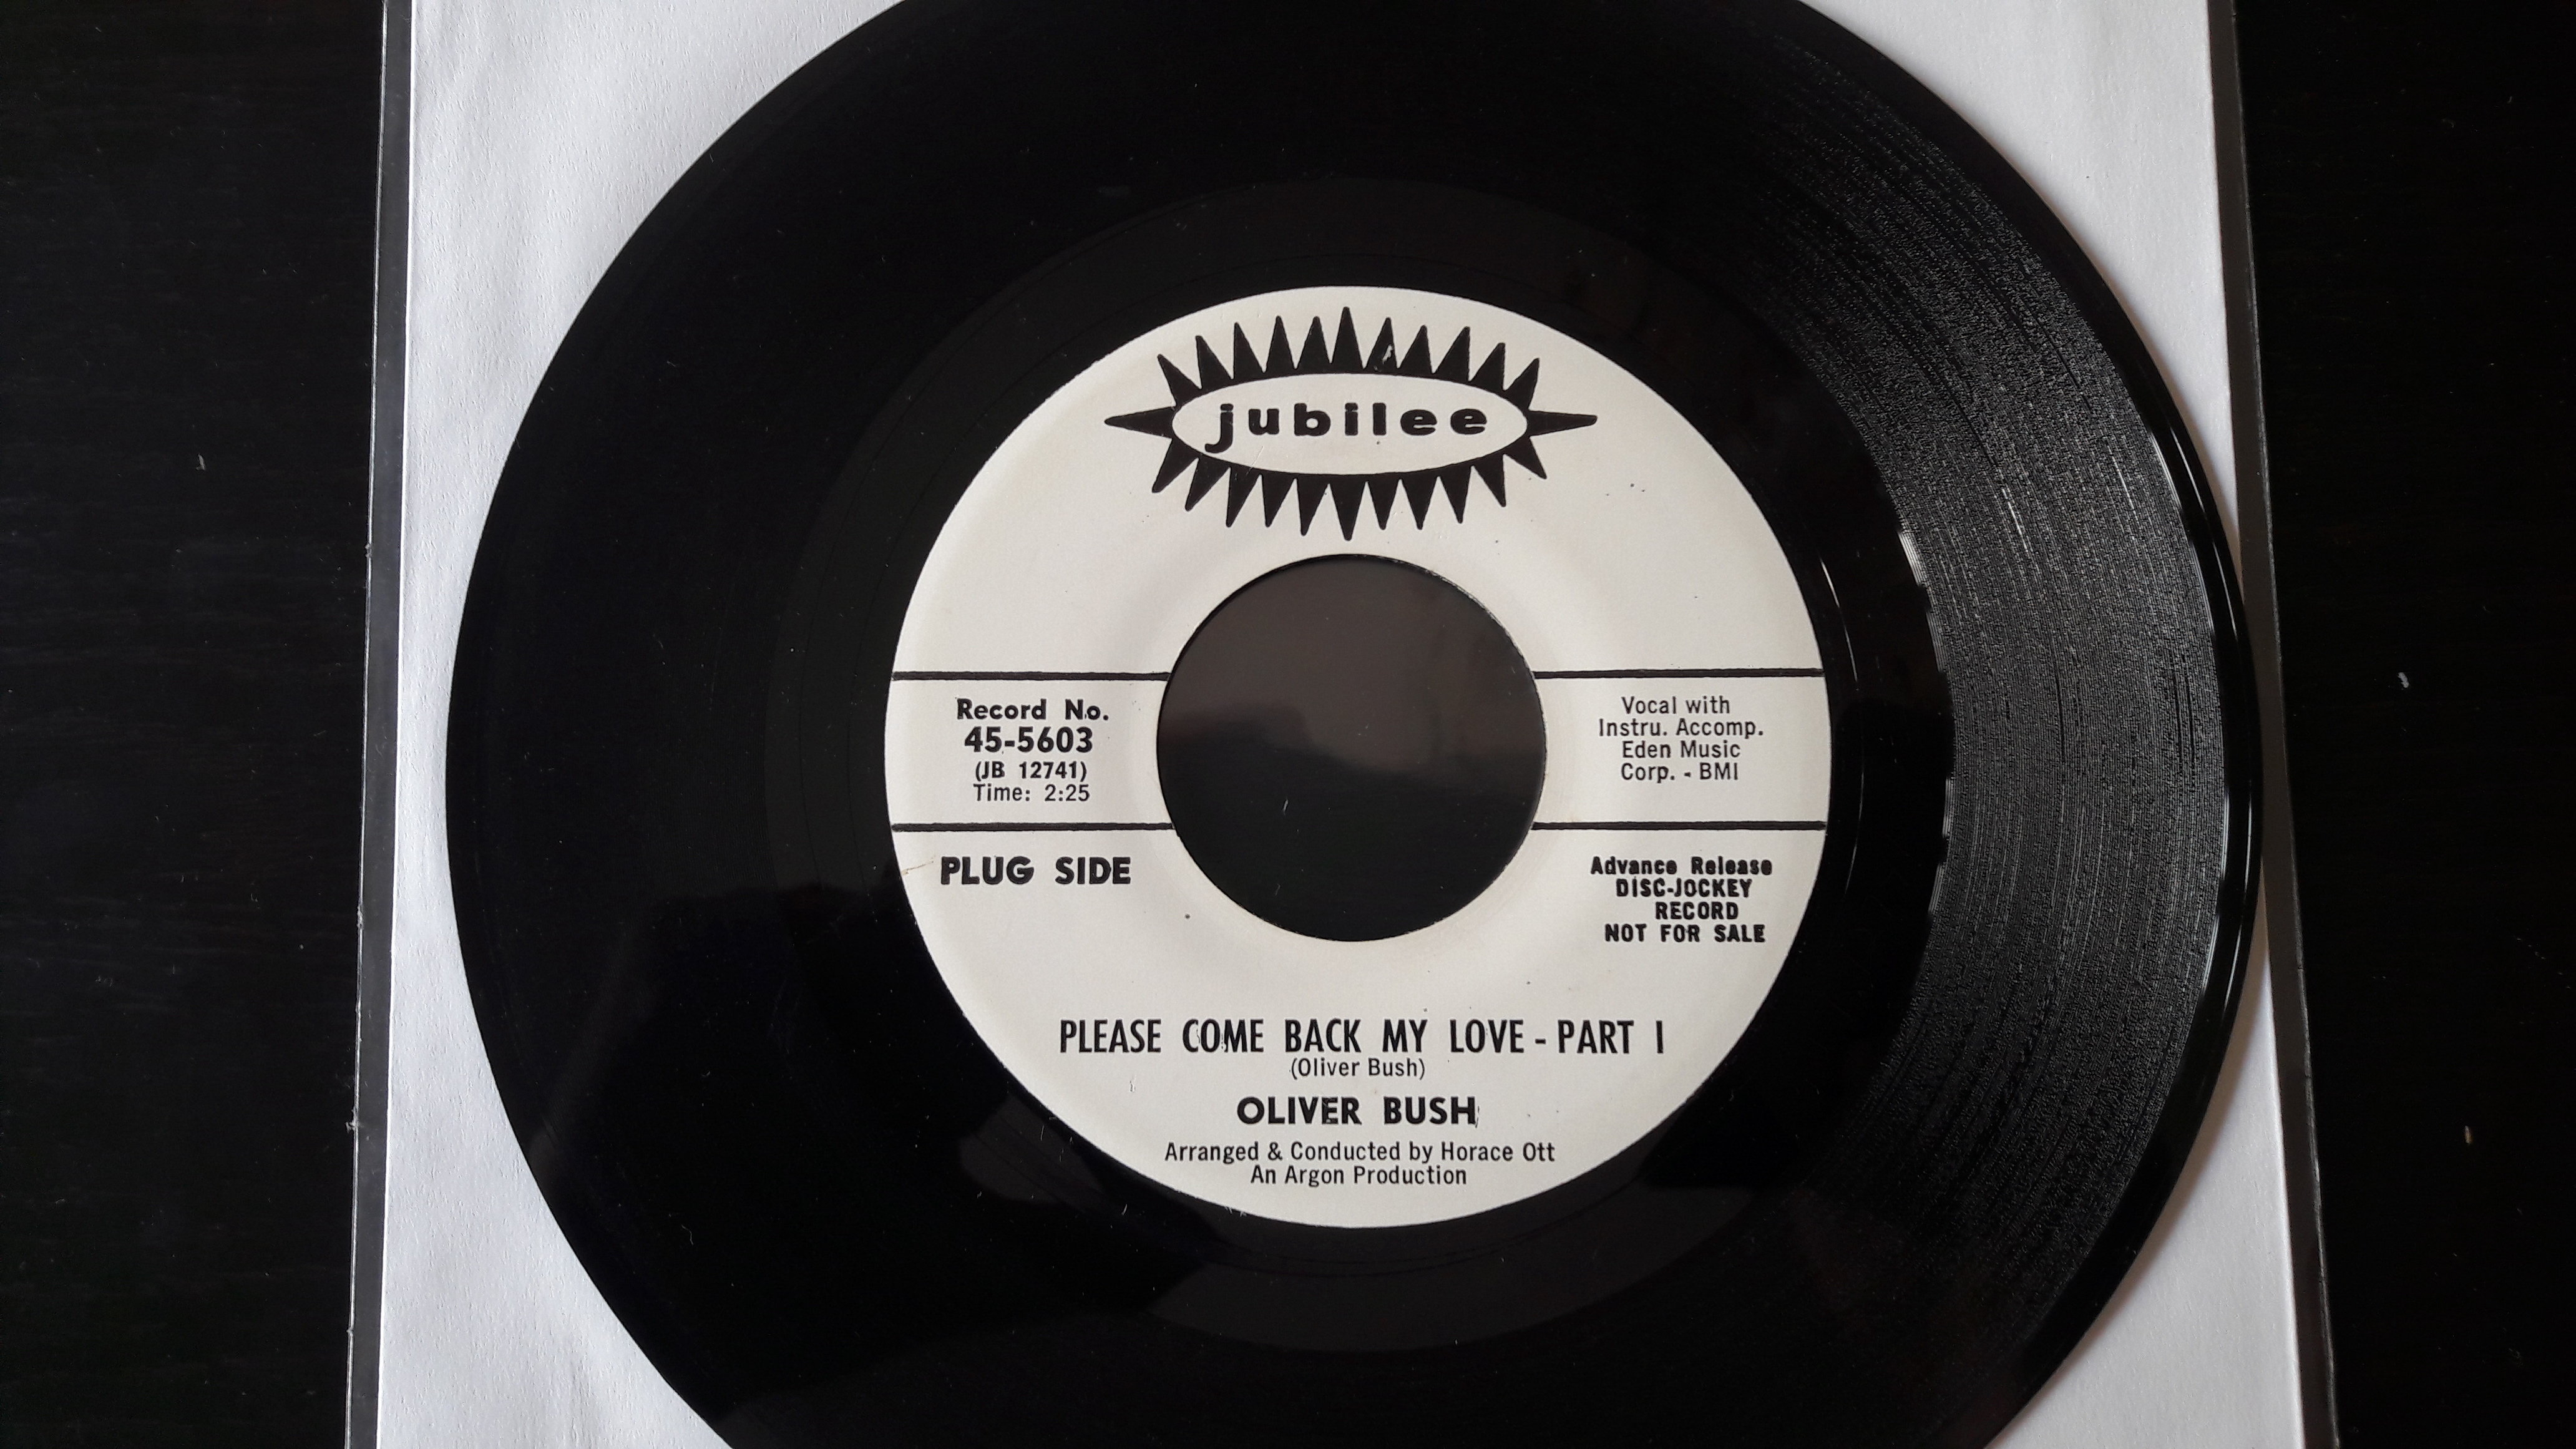 jubilee
Record No.
45-5603
(JB 12741)
Time: 2:25
Vocal with
Instru. Accomp.
Eden Music
Corp. - BMI
PLUG SIDE
Advance Release
DISC-JOCKEY
RECORD
NOT FOR SALE
PLEASE COME BACK MY LOVE - PART I
(Oliver Bush)
OLIVER BUSH
Arranged & Conducted by Horace Ott
An Argon Production